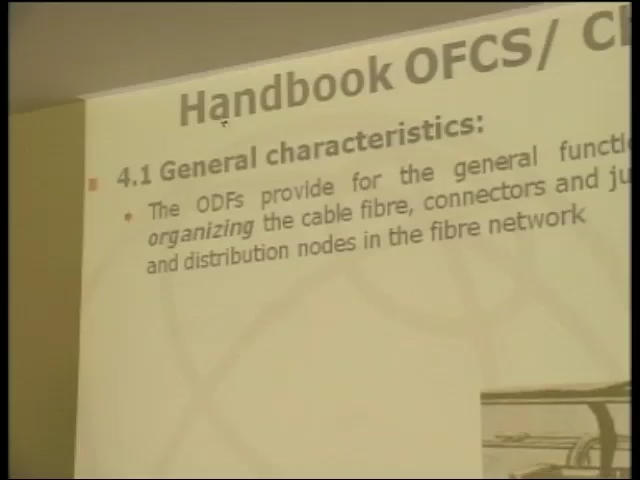 Handbook OFCS/
4.1 General characteristics:
The ODFs provide for the general
organizing the cable fibre, connectors and
and distribution nodes in the fibre network